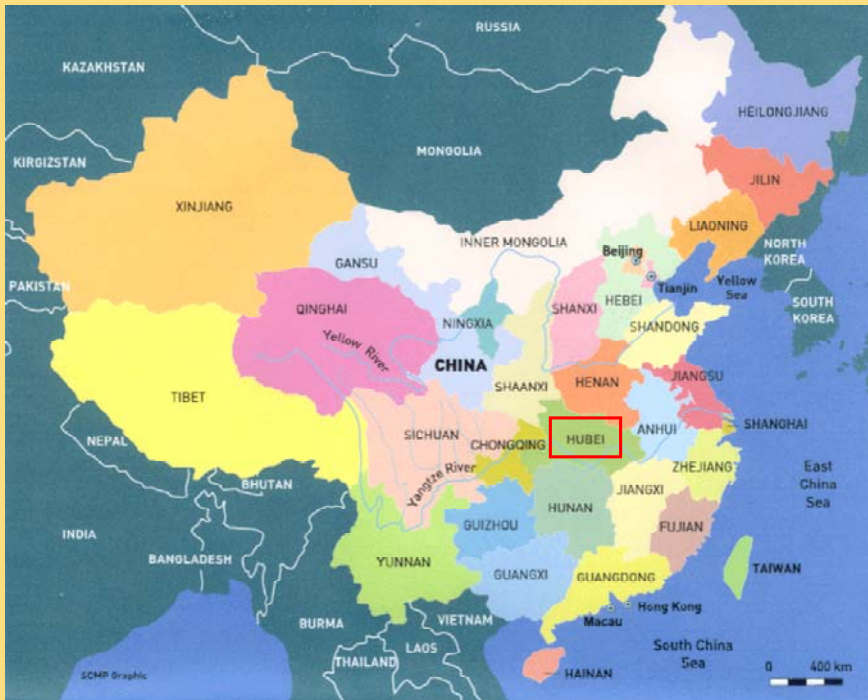 RUSSIA
KAZAKHSTAN
HEILONGJIANG
MONGOLIA
KIRGIZSTAN
JILIN
XINJIANG
LIAONING
INNER MONGOLIA
Beijing
NORTH
KOREA
GANSU
Tianjin
Yellow
Sea
PAKISTAN
QINGHAI
SHANXI
HEBEI
SOUTH
KOREA
NINGXIA
SHANDONG
Yellow River
CHINA
JIANGSU
HENAN
SHAANXI
TIBET
SHANGHAI
ANHUI
SICHUAN
CHONGQING
HUBEI
NEPAL
ZHEJIANG
Yangtze River
East
China
Sea
BHUTAN
JIANGXI
HUNAN
INDIA
GUIZHOU
FUJIAN
BANGLADESH
YUNNAN
TAIWAN
GUANGXI
GUANGDONG
Hong Kong
Macau
BURMA
VIETNAM
LAOS
South China
Sea
THAILAND
0 400 km
SCMP Graphic
HAINAN